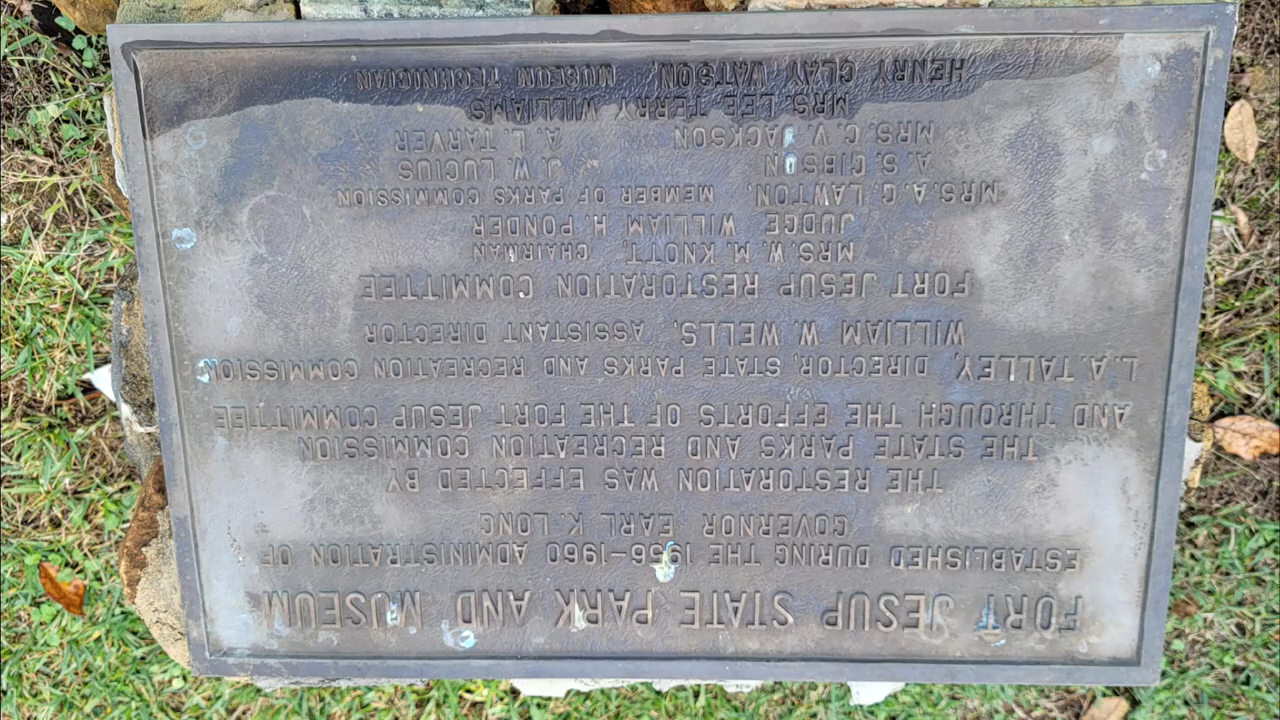 FORT JESUP STATE PARK AND MUSEUM
ESTABLISHED DURING THE 1956-1960 ADMINISTRATION OF
GOVERNOR EARL K. LONG
THE RESTORATION WAS EFFECTED BY
THE STATE PARKS AND RECREATION COMMISSION
AND THROUGH THE EFFORTS OF THE FORT JESUP COMMITTEE
L.A. TALLEY, DIRECTOR, STATE PARKS AND RECREATION COMMISSION
WILLIAM W. WELLS, ASSISTANT DIRECTOR
FORT JESUP RESTORATION COMMITTEE
MRS. W. M. KNOTT, CHAIRMAN
JUDGE WILLIAM H. PONDER
MRS. A. G. LAWTON, MEMBER OF PARKS COMMISSION
A. S. GIBSON J. W. LUCIUS
MRS. C. V. JACKSON A. L. TARVER
MRS. LEE TERRY WILLIAMS
HENRY CLAY WATSON, MUSEUM TECHNICIAN